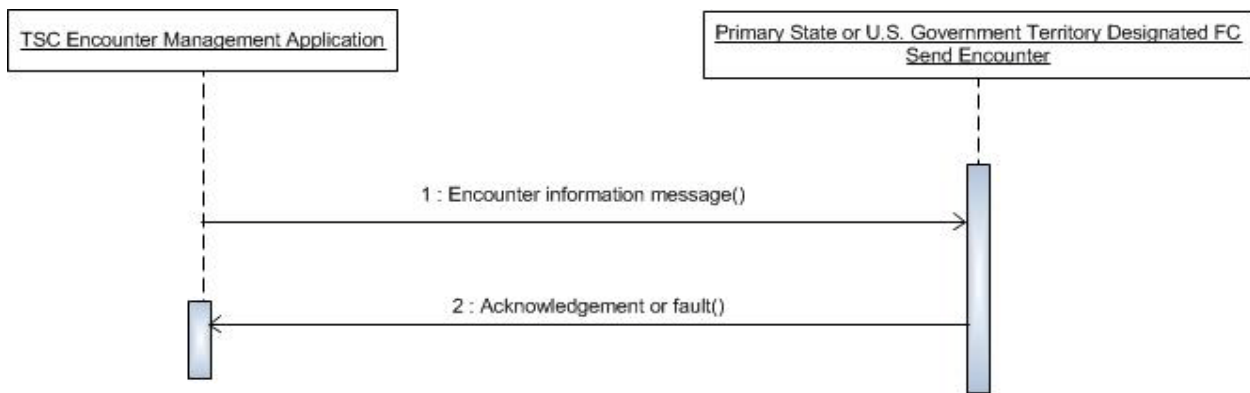 TSC Encounter Management Application
Primary State or U.S. Government Territory Designated FC
Send Encounter
1 : Encounter information message()
2 : Acknowledgement or fault()